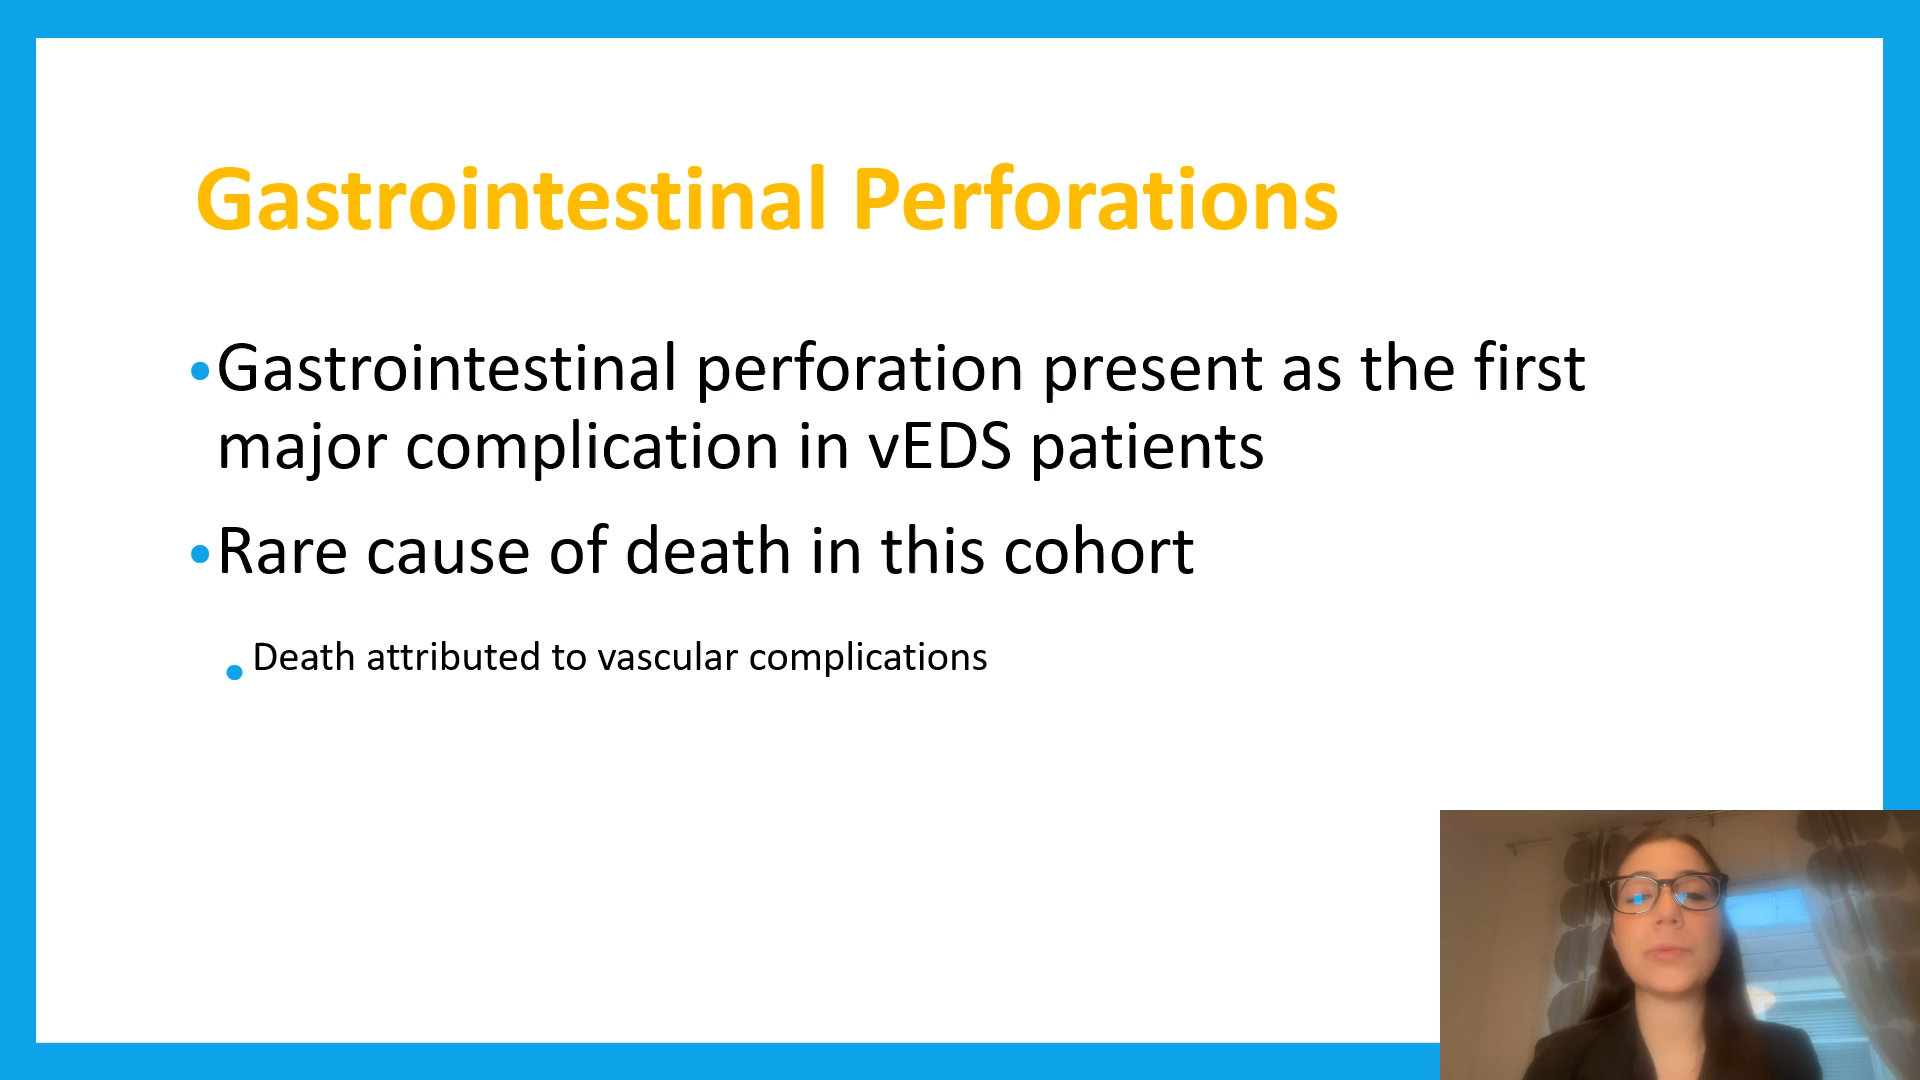 Gastrointestinal Perforations
•Gastrointestinal perforation present as the first
major complication in vEDS patients
•Rare cause of death in this cohort
•Death attributed to vascular complications